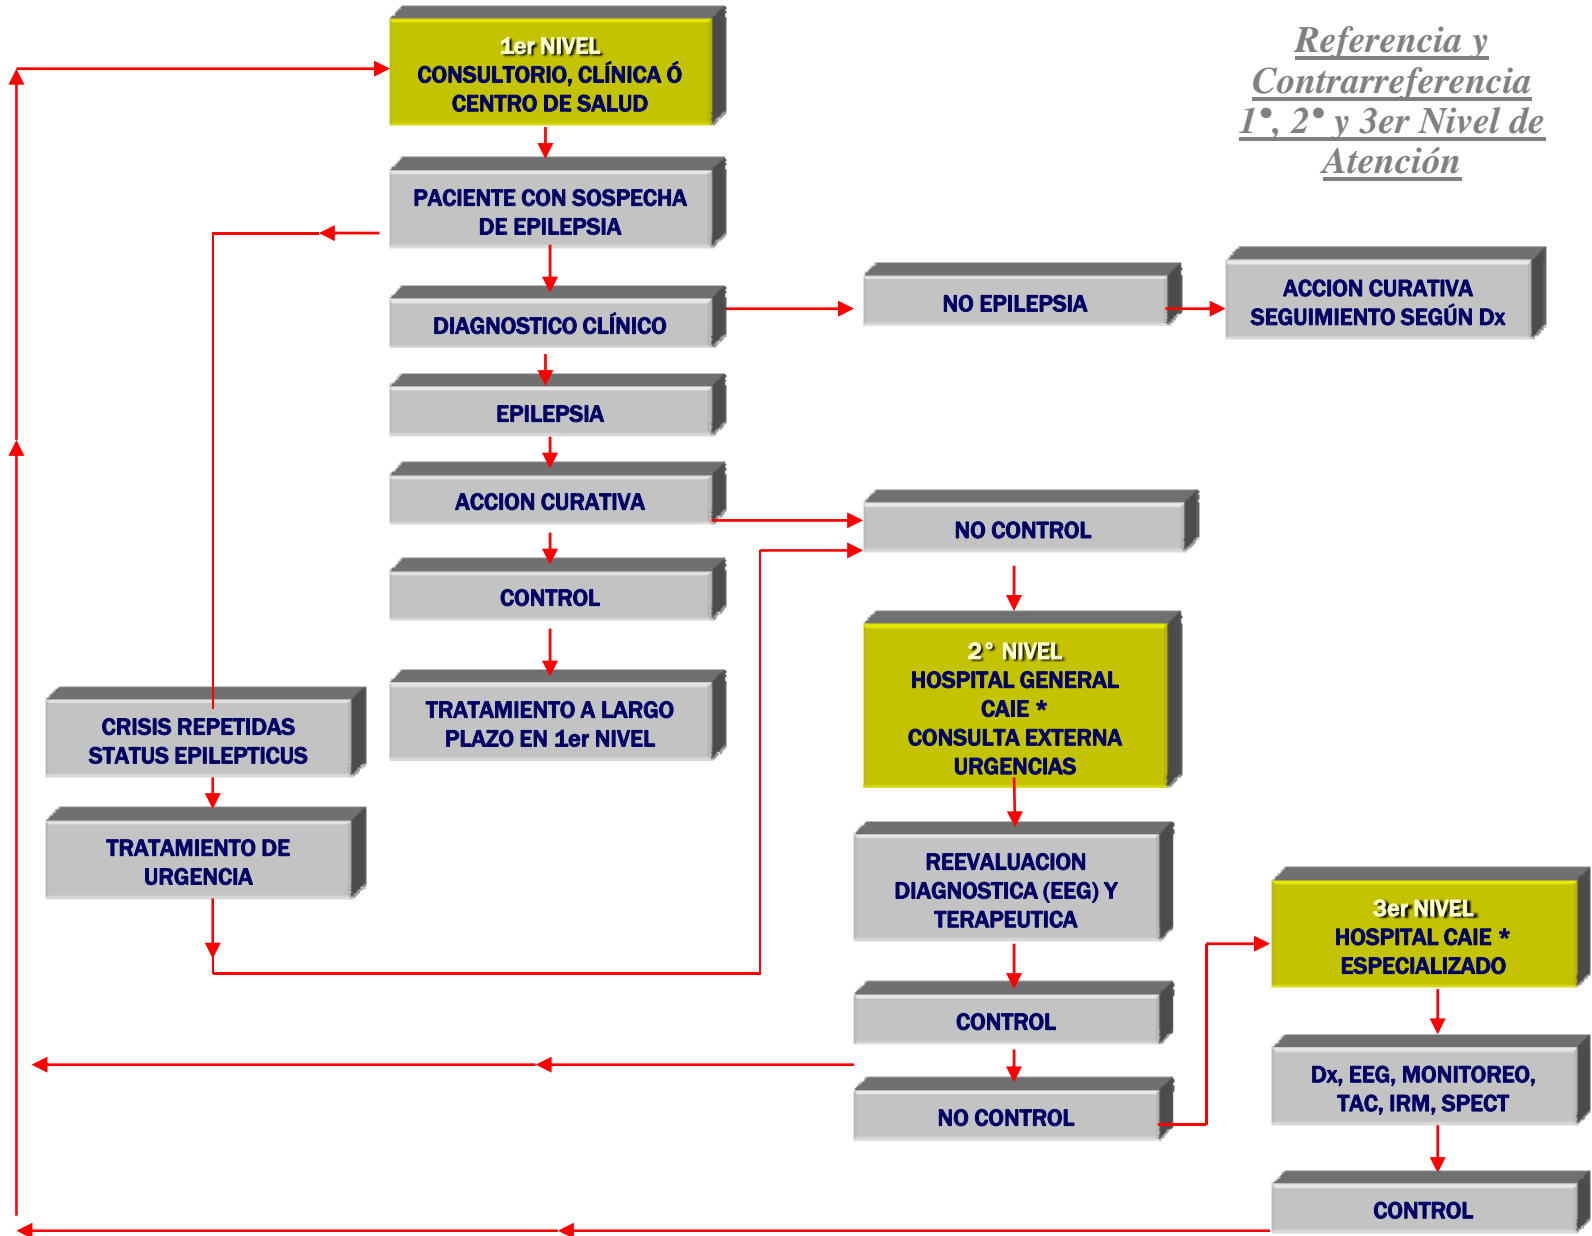 Referencia y
Contrarreferencia
1°, 2° y 3er Nivel de
Atención
1er NIVEL
CONSULTORIO, CLÍNICA Ó
CENTRO DE SALUD
PACIENTE CON SOSPECHA
DE EPILEPSIA
DIAGNOSTICO CLÍNICO
NO EPILEPSIA
ACCION CURATIVA
SEGUIMIENTO SEGÚN Dx
EPILEPSIA
ACCION CURATIVA
NO CONTROL
CONTROL
TRATAMIENTO A LARGO
PLAZO EN 1er NIVEL
CRISIS REPETIDAS
STATUS EPILEPTICUS
TRATAMIENTO DE
URGENCIA
2° NIVEL
HOSPITAL GENERAL
CAIE *
CONSULTA EXTERNA
URGENCIAS
REEVALUACION
DIAGNOSTICA (EEG) Y
TERAPEUTICA
CONTROL
NO CONTROL
3er NIVEL
HOSPITAL CAIE *
ESPECIALIZADO
Dx, EEG, MONITOREO,
TAC, IRM, SPECT
CONTROL